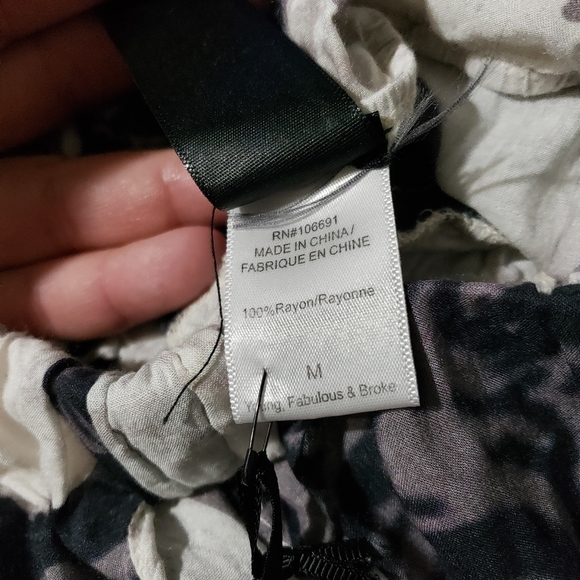 RN#106691
MADE IN CHINA/
FABRIQUE EN CHINE
100%Rayon/Rayonne
M
Young, Fabulous & Broke